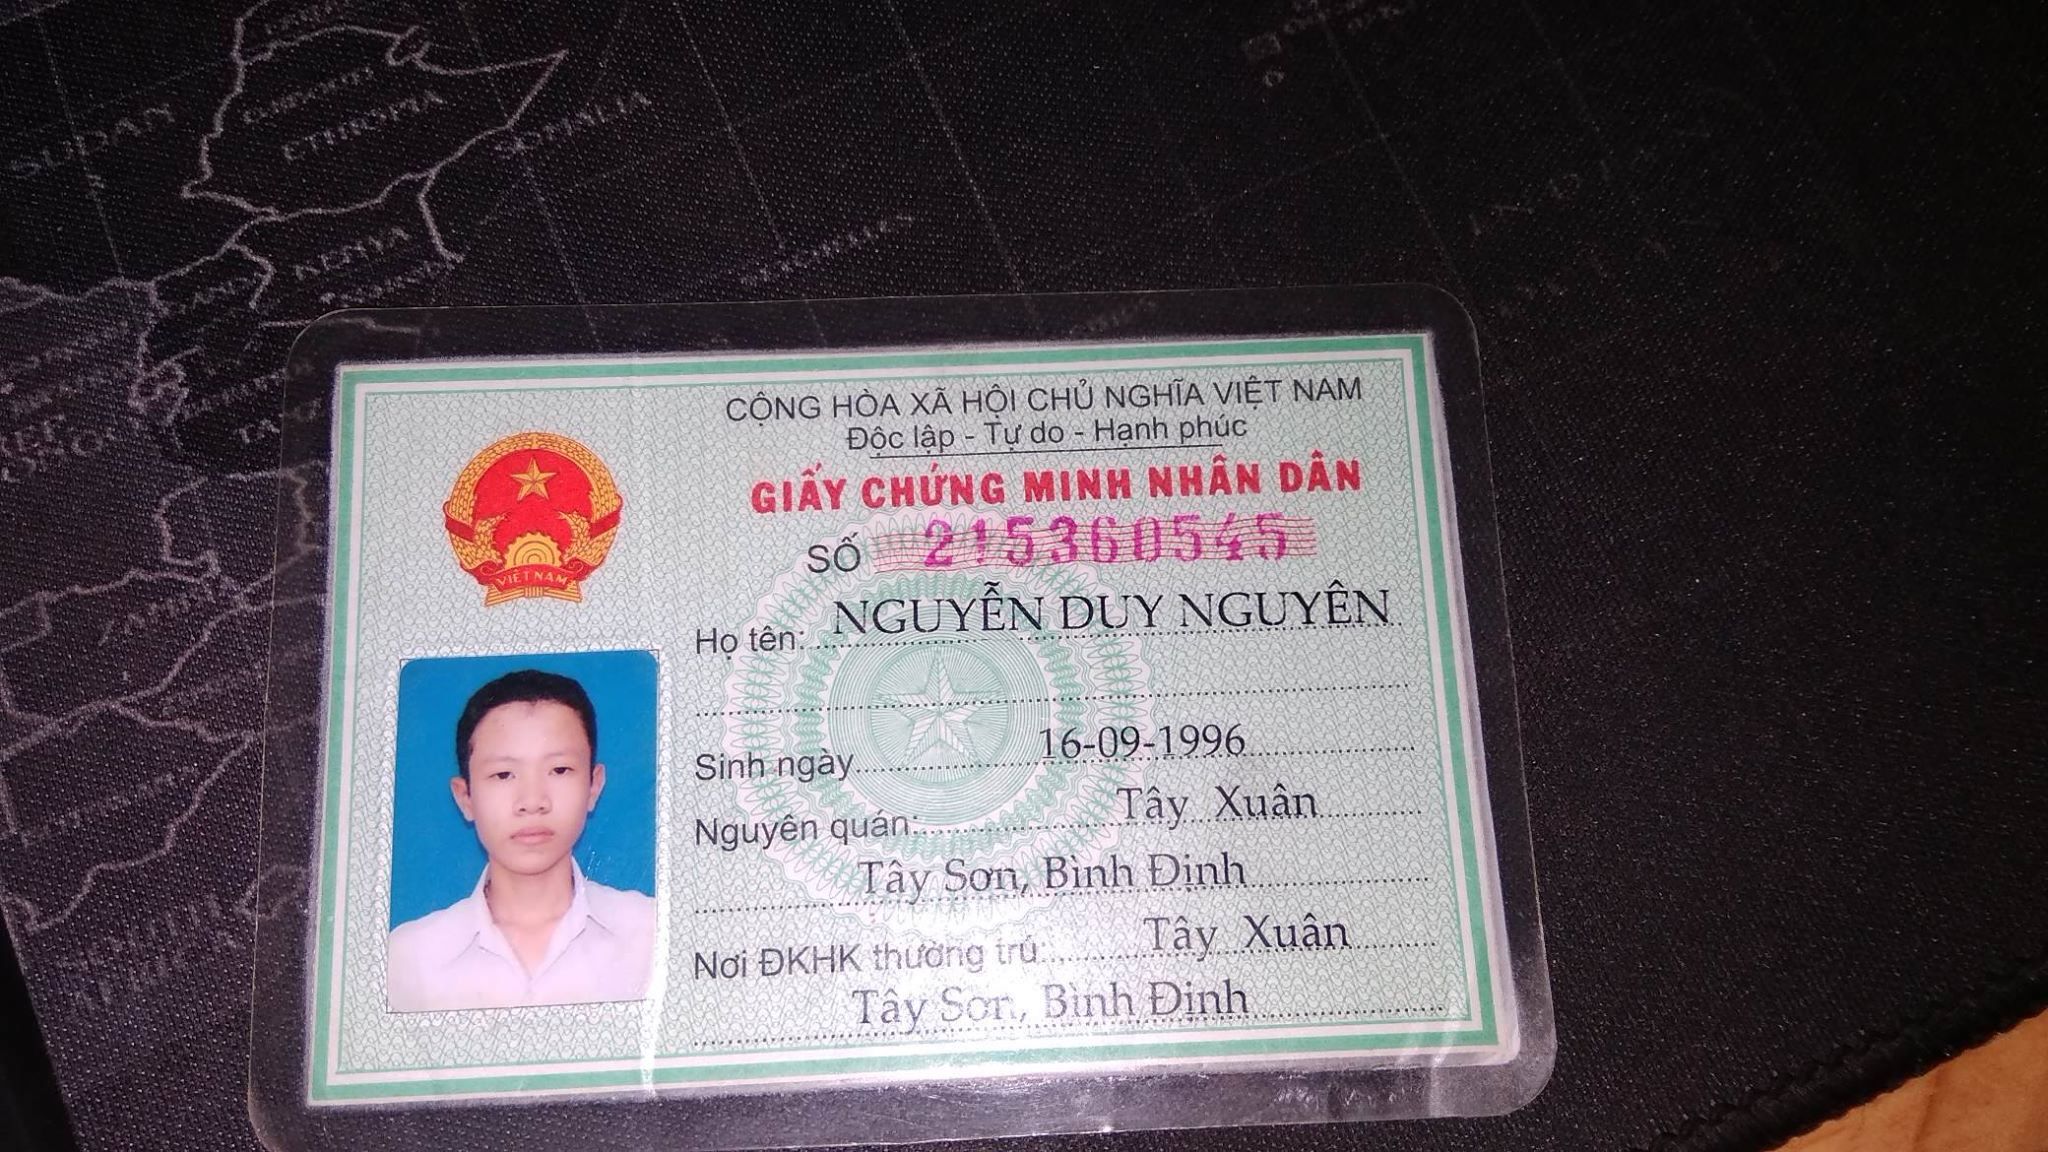 SUDAN
ETHIOPIA
SOMALIA
CỘNG HÒA XÃ HỘI CHỦ NGHĨA VIỆT NAM
Độc lập - Tự do - Hạnh phúc
GIẤY CHỨNG MINH NHÂN DÂN
SỐ 215360545
VIỆT NAM
Họ tên: NGUYỄN DUY NGUYÊN
Sinh ngày 16-09-1996
Nguyên quán: Tây Xuân
Tây Sơn, Bình Định
Nơi ĐKHK thường trú: Tây Xuân
Tây Sơn, Bình Định